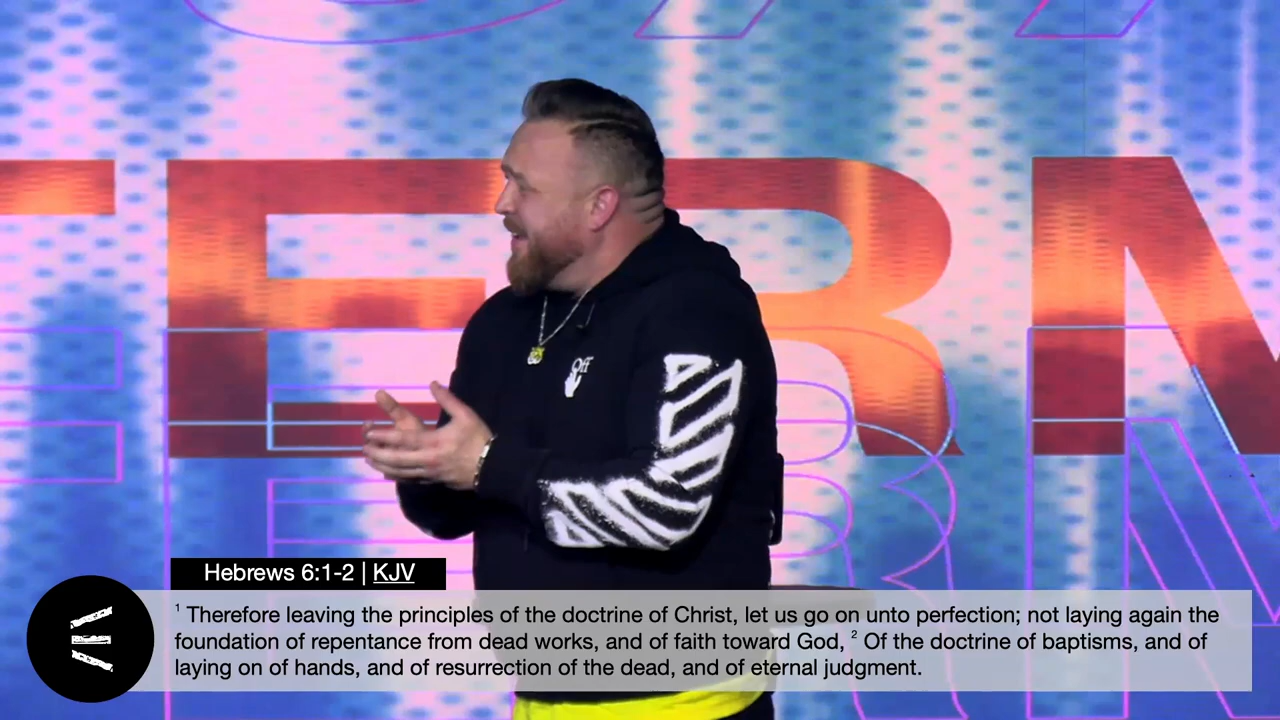 TERM
Off
Hebrews 6:1-2 | KJV
¹ Therefore leaving the principles of the doctrine of Christ, let us go on unto perfection; not laying again the
foundation of repentance from dead works, and of faith toward God, ² Of the doctrine of baptisms, and of
laying on of hands, and of resurrection of the dead, and of eternal judgment.